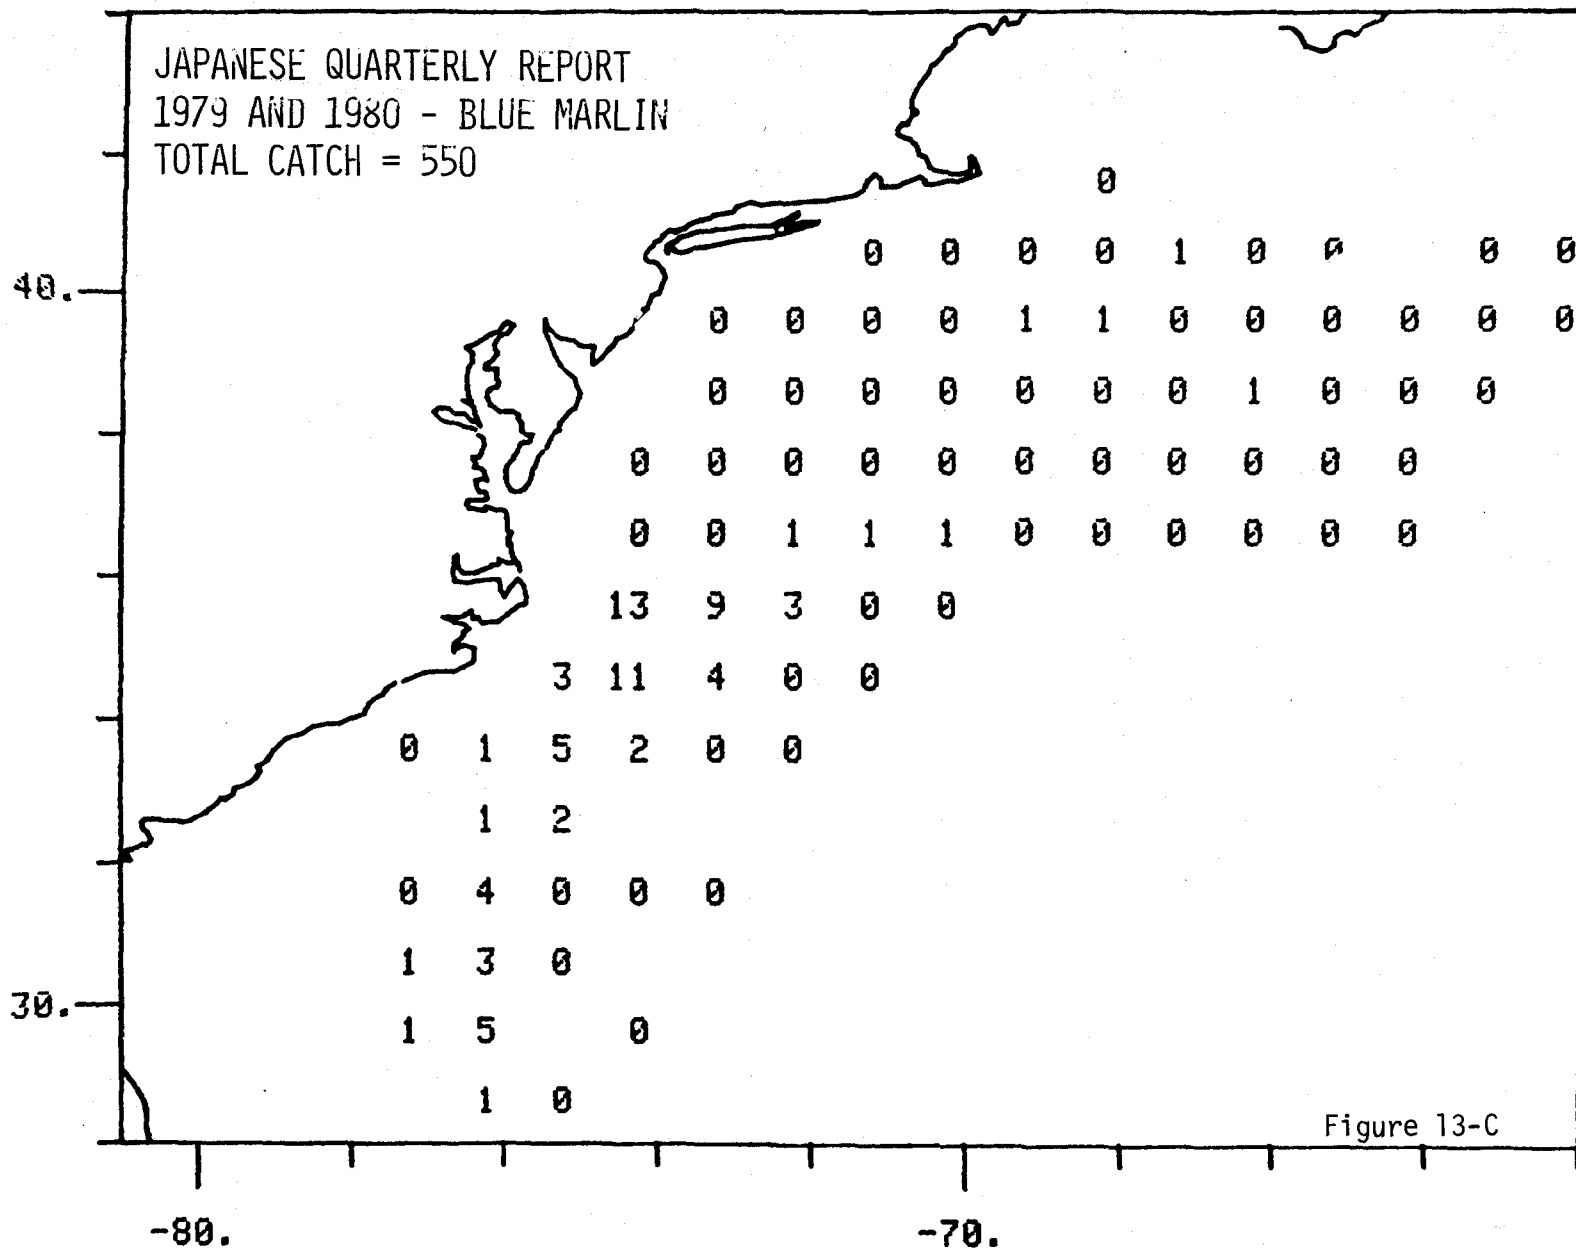 JAPANESE QUARTERLY REPORT
1979 AND 1980 - BLUE MARLIN
TOTAL CATCH = 550
0
0 0 0 0 1 0 0 0 0
40.
0 0 0 0 1 1 0 0 0 0 0 0
0 0 0 0 0 0 0 1 0 0 0
0 0 0 0 0 0 0 0 0 0 0
0 0 1 1 1 0 0 0 0 0 0
13 9 3 0 0
3 11 4 0 0
0 1 5 2 0 0
1 2
0 4 0 0 0
1 3 0
30.
1 5 0
1 0
Figure 13-C
-80. -70.